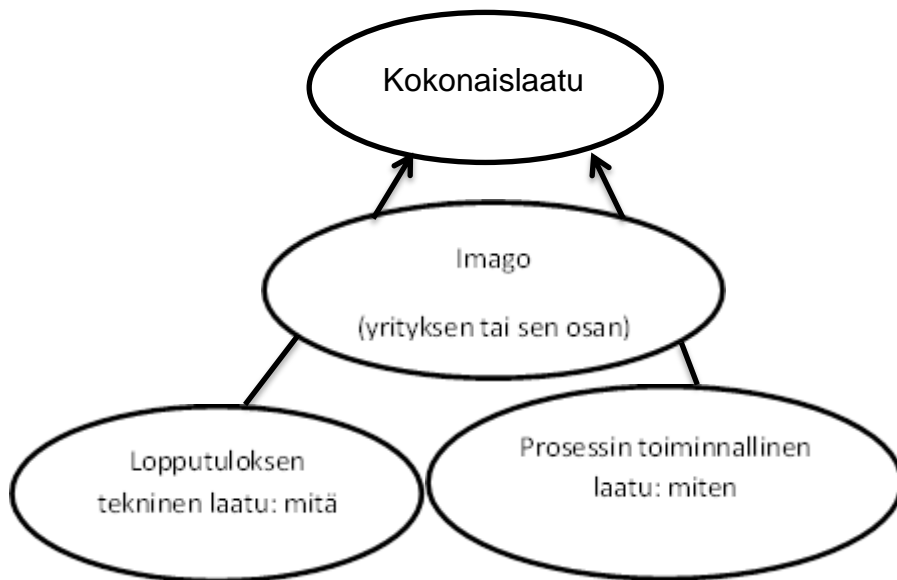 Kokonaislaatu
Imago
(yrityksen tai sen osan)
Lopputuloksen
tekninen laatu: mitä
Prosessin toiminnallinen
laatu: miten